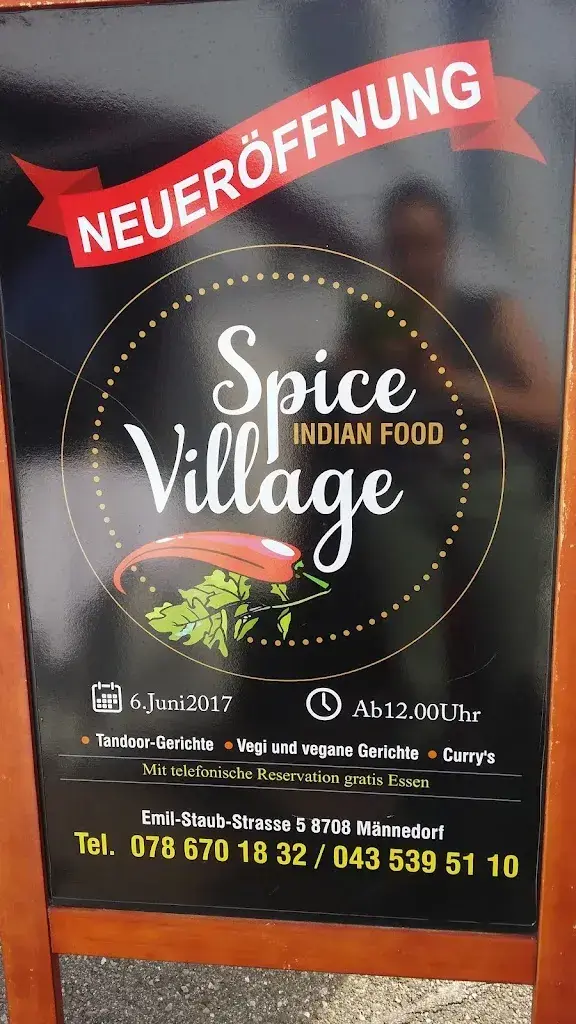 NEUERÖFFNUNG
Spice
INDIAN FOOD
Village
6.Juni2017
Ab12.00Uhr
• Tandoor-Gerichte • Vegi und vegane Gerichte • Curry's
Mit telefonische Reservation gratis Essen
Emil-Staub-Strasse 5 8708 Männedorf
Tel. 078 670 18 32 / 043 539 51 10